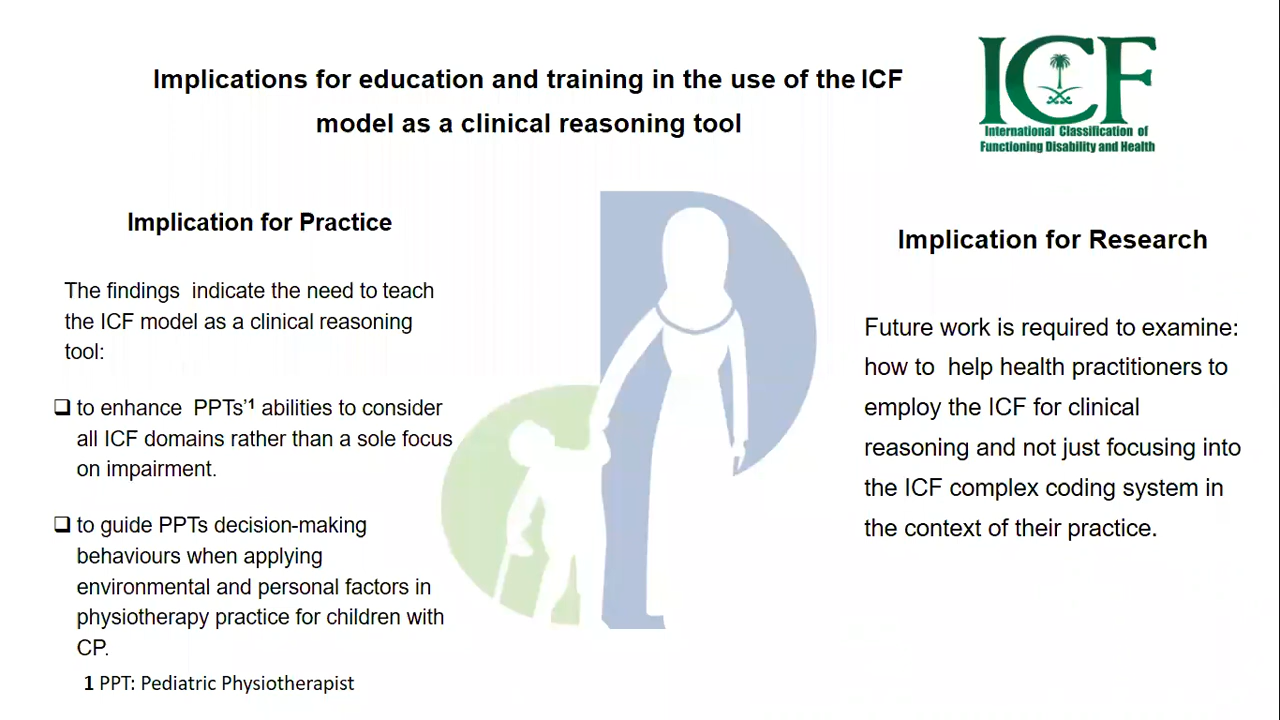 Implications for education and training in the use of the ICF
model as a clinical reasoning tool
ICF
International Classification of
Functioning Disability and Health
Implication for Practice
The findings indicate the need to teach
the ICF model as a clinical reasoning
tool:
❑ to enhance PPTs’¹ abilities to consider
all ICF domains rather than a sole focus
on impairment.
❑ to guide PPTs decision-making
behaviours when applying
environmental and personal factors in
physiotherapy practice for children with
CP.
1 PPT: Pediatric Physiotherapist
Implication for Research
Future work is required to examine:
how to help health practitioners to
employ the ICF for clinical
reasoning and not just focusing into
the ICF complex coding system in
the context of their practice.